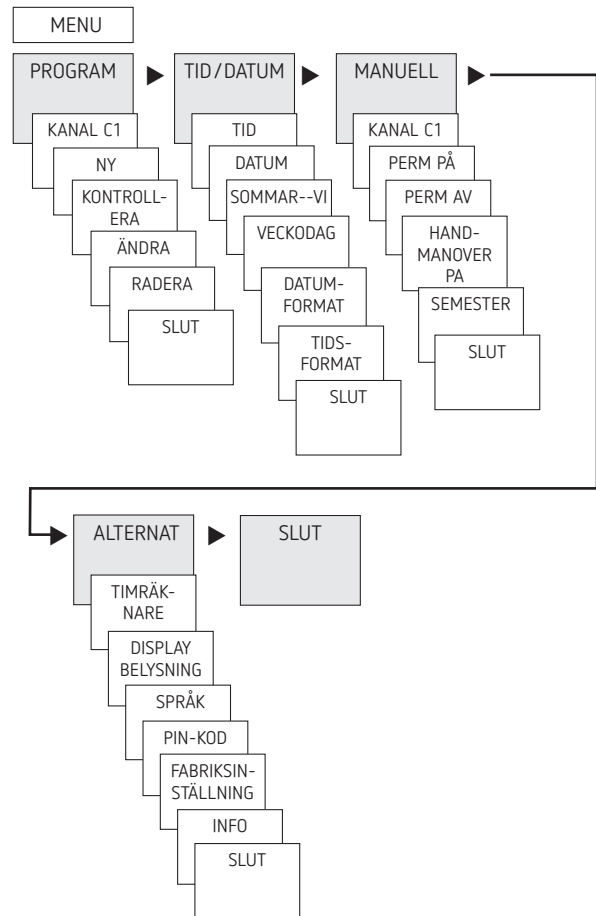 MENU
PROGRAM
KANAL C1
NY
KONTROLL-
ERA
ÄNDRA
RADERA
SLUT
TID/DATUM
TID
DATUM
SOMMAR--VI
VECKODAG
DATUM-
FORMAT
TIDS-
FORMAT
SLUT
MANUELL
KANAL C1
PERM PÅ
PERM AV
HAND-
MANOVER
PA
SEMESTER
SLUT
ALTERNAT
TIMRÄK-
NARE
DISPLAY
BELYSNING
SPRÅK
PIN-KOD
FABRIKSIN-
STÄLLNING
INFO
SLUT
SLUT